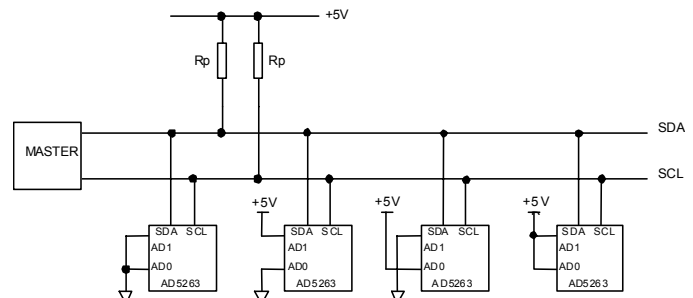 +5V
Rp Rp
SDA
MASTER
SCL
+5V +5V +5V
SDA SCL SDA SCL SDA SCL SDA SCL
AD1 AD1 AD1 AD1
AD0 AD0 AD0 AD0
AD5263 AD5263 AD5263 AD5263